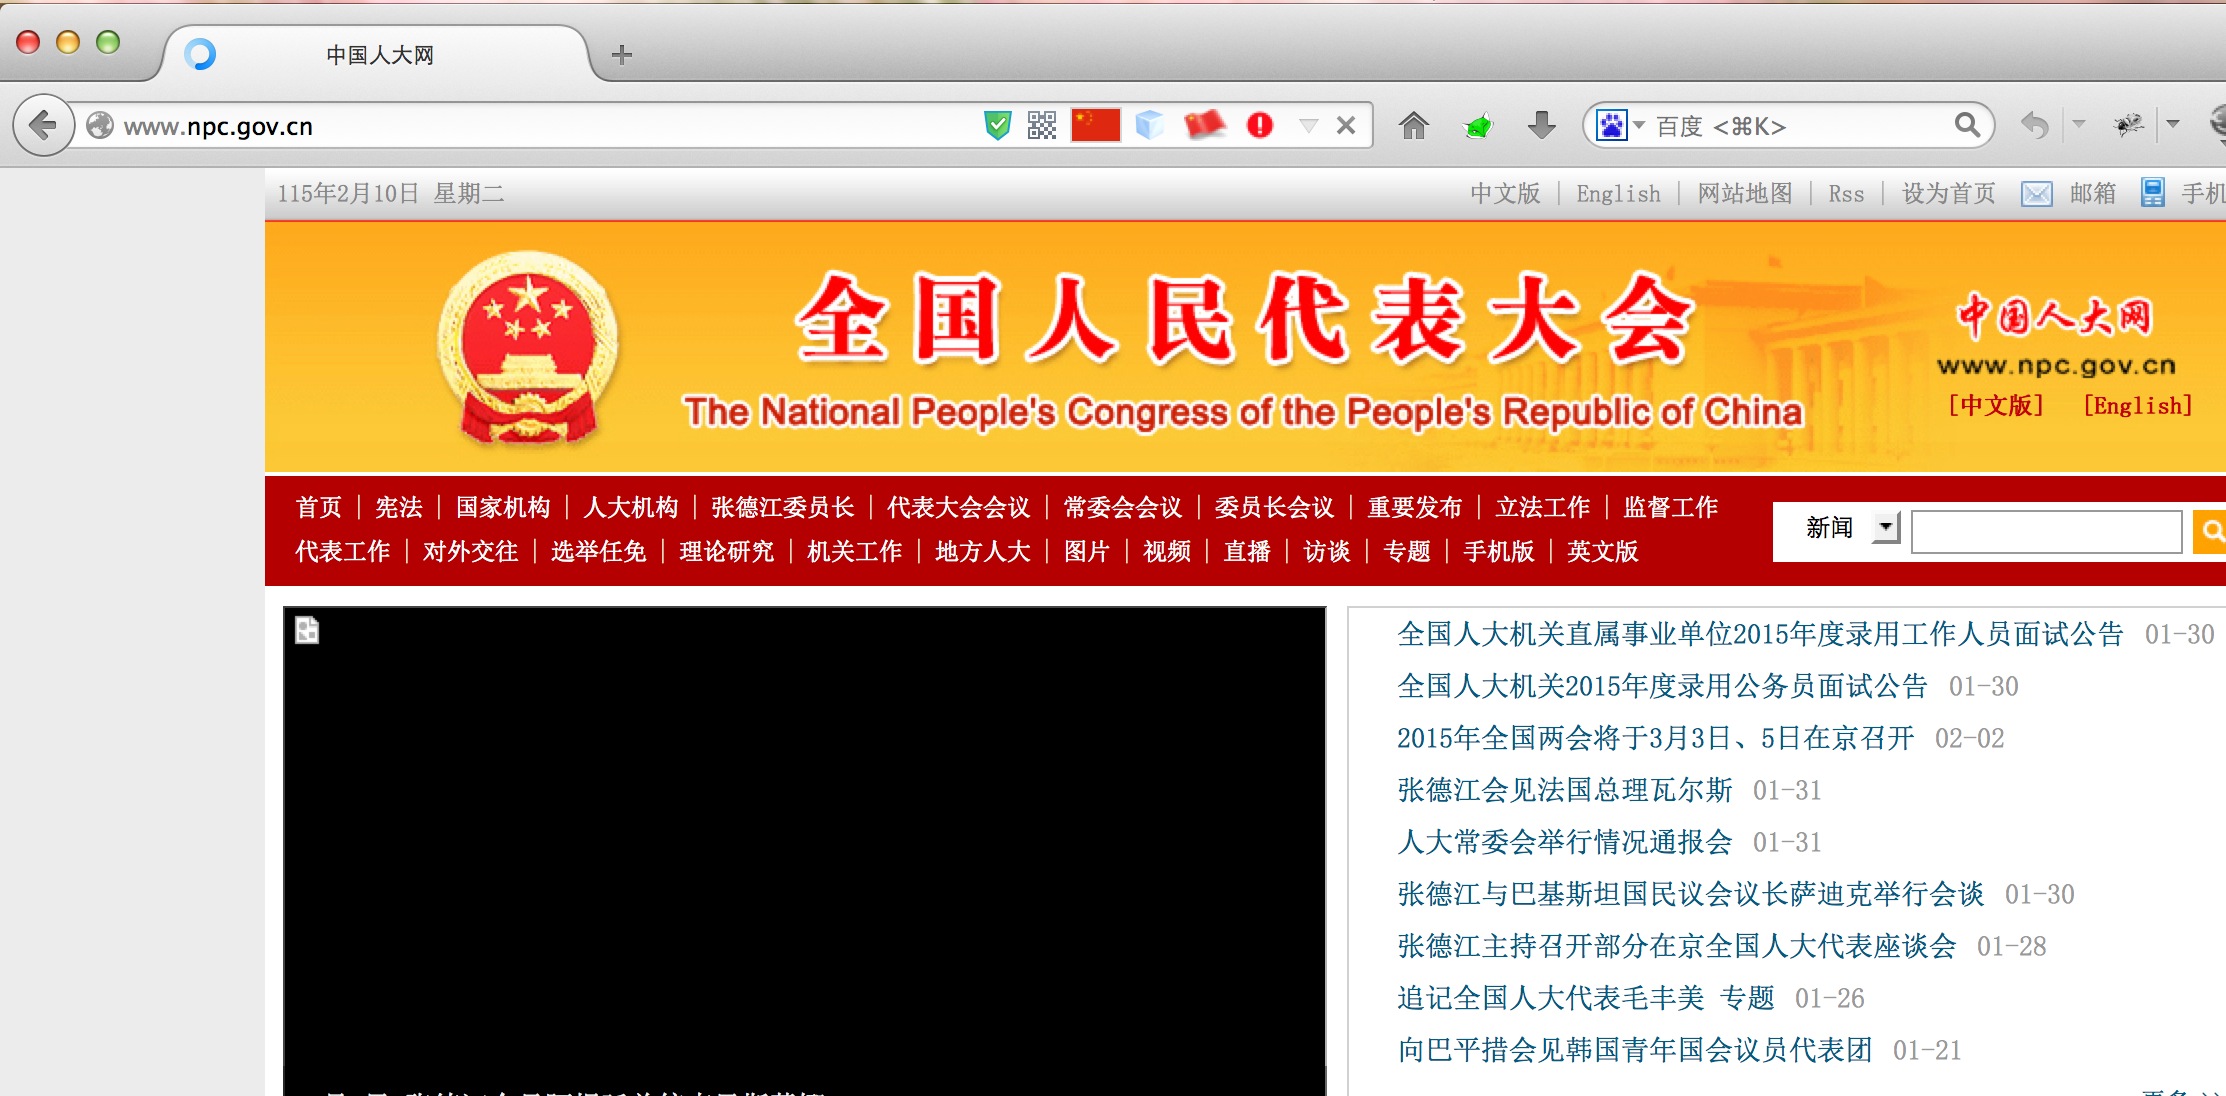 中国人大网
www.npc.gov.cn
百度 <⌘K>
115年2月10日 星期二
中文版 | English | 网站地图 | Rss | 设为首页 邮箱 手机
全国人民代表大会
The National People's Congress of the People's Republic of China
中国人大网
www.npc.gov.cn
[中文版] [English]
首页 | 宪法 | 国家机构 | 人大机构 | 张德江委员长 | 代表大会会议 | 常委会会议 | 委员长会议 | 重要发布 | 立法工作 | 监督工作
代表工作 | 对外交往 | 选举任免 | 理论研究 | 机关工作 | 地方人大 | 图片 | 视频 | 直播 | 访谈 | 专题 | 手机版 | 英文版
新闻
全国人大机关直属事业单位2015年度录用工作人员面试公告 01-30
全国人大机关2015年度录用公务员面试公告 01-30
2015年全国两会将于3月3日、5日在京召开 02-02
张德江会见法国总理瓦尔斯 01-31
人大常委会举行情况通报会 01-31
张德江与巴基斯坦国民议会议长萨迪克举行会谈 01-30
张德江主持召开部分在京全国人大代表座谈会 01-28
追记全国人大代表毛丰美 专题 01-26
向巴平措会见韩国青年国会议员代表团 01-21